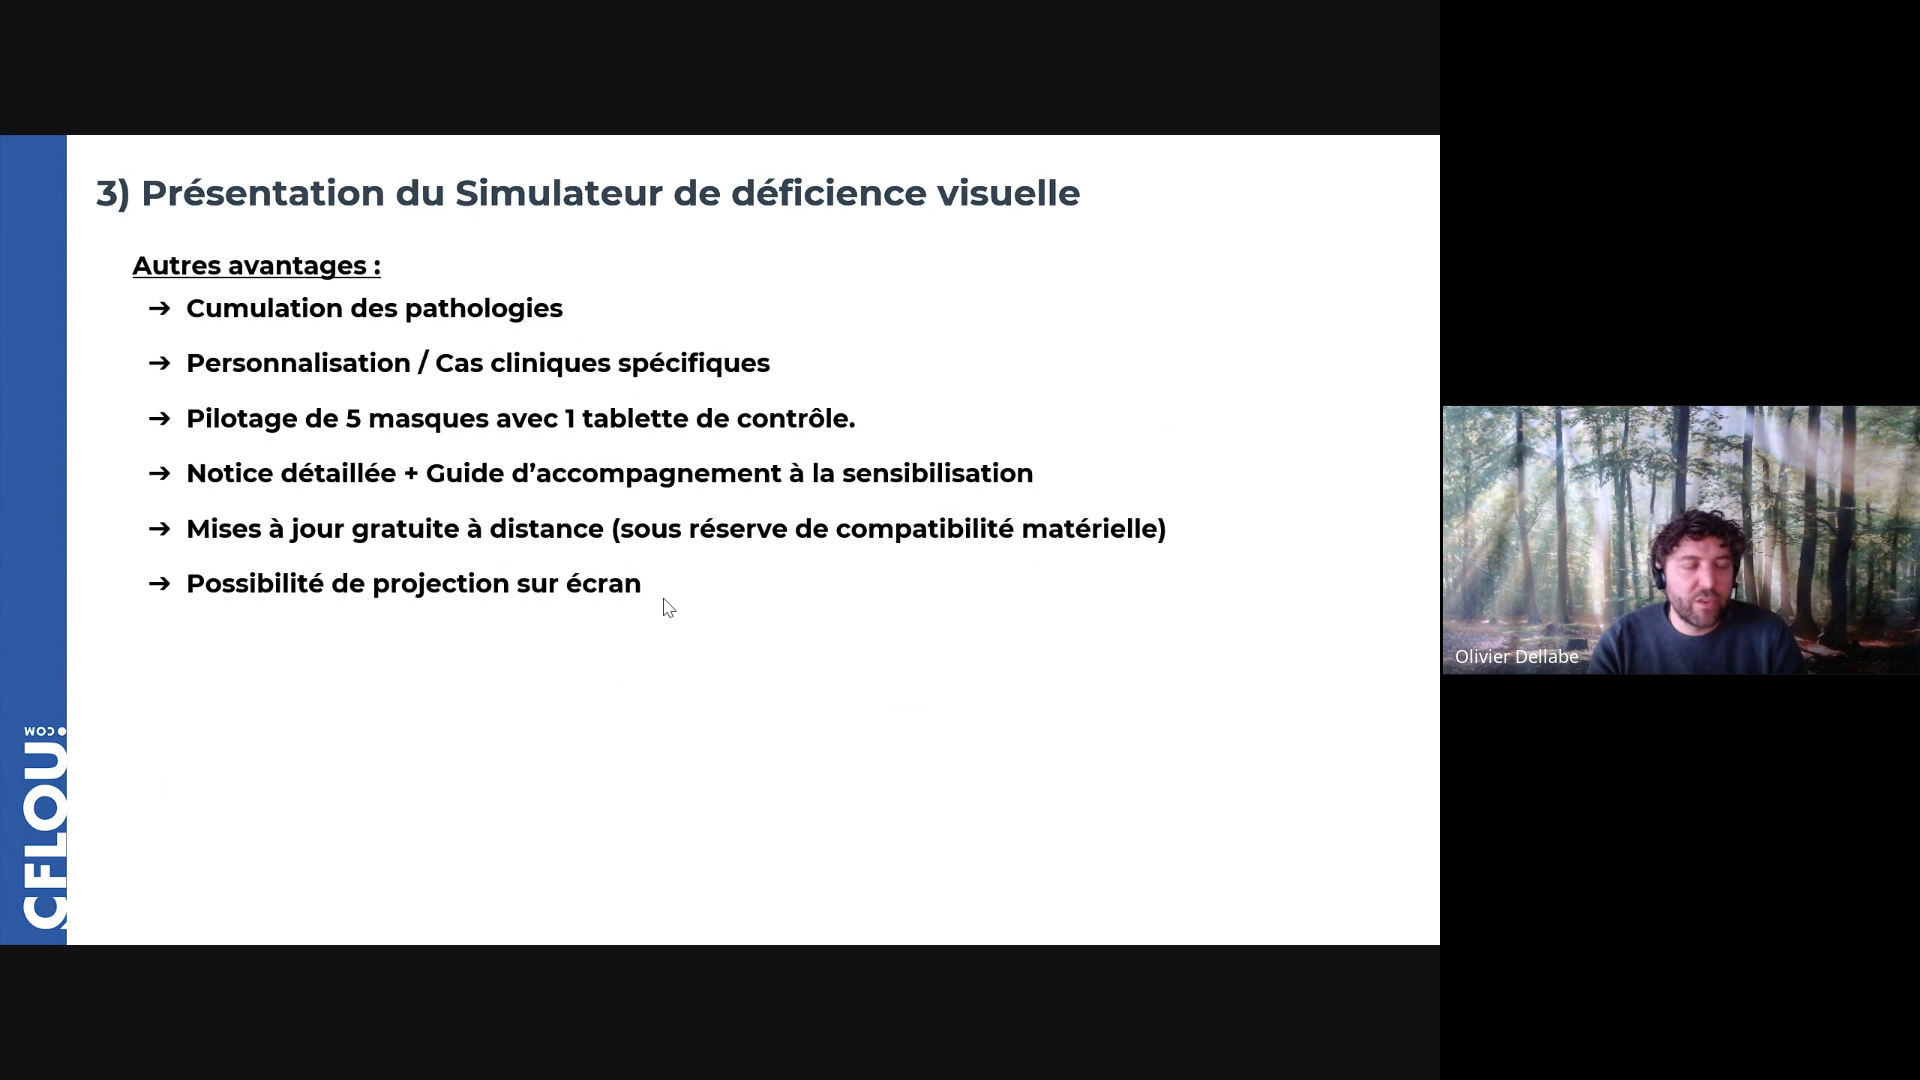 3) Présentation du Simulateur de déficience visuelle
Autres avantages :
➔ Cumulation des pathologies
➔ Personnalisation / Cas cliniques spécifiques
➔ Pilotage de 5 masques avec 1 tablette de contrôle.
➔ Notice détaillée + Guide d’accompagnement à la sensibilisation
➔ Mises à jour gratuite à distance (sous réserve de compatibilité matérielle)
➔ Possibilité de projection sur écran
ÇFLOU.COM
Olivier Dellabe